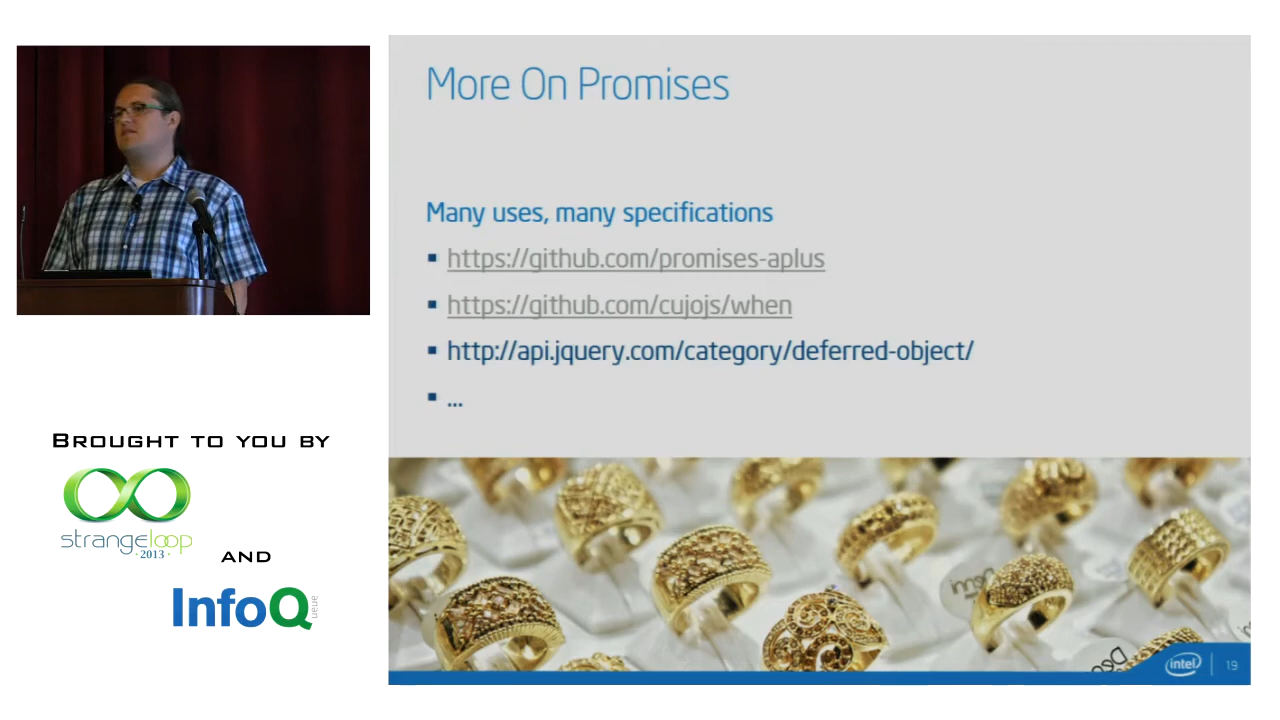 More On Promises
Many uses, many specifications
▪ https://github.com/promises-aplus
▪ https://github.com/cujojs/when
▪ http://api.jquery.com/category/deferred-object/
▪ ...
BROUGHT TO YOU BY
strangeloop
· 2013 ·
AND
InfoQ
intel | 19